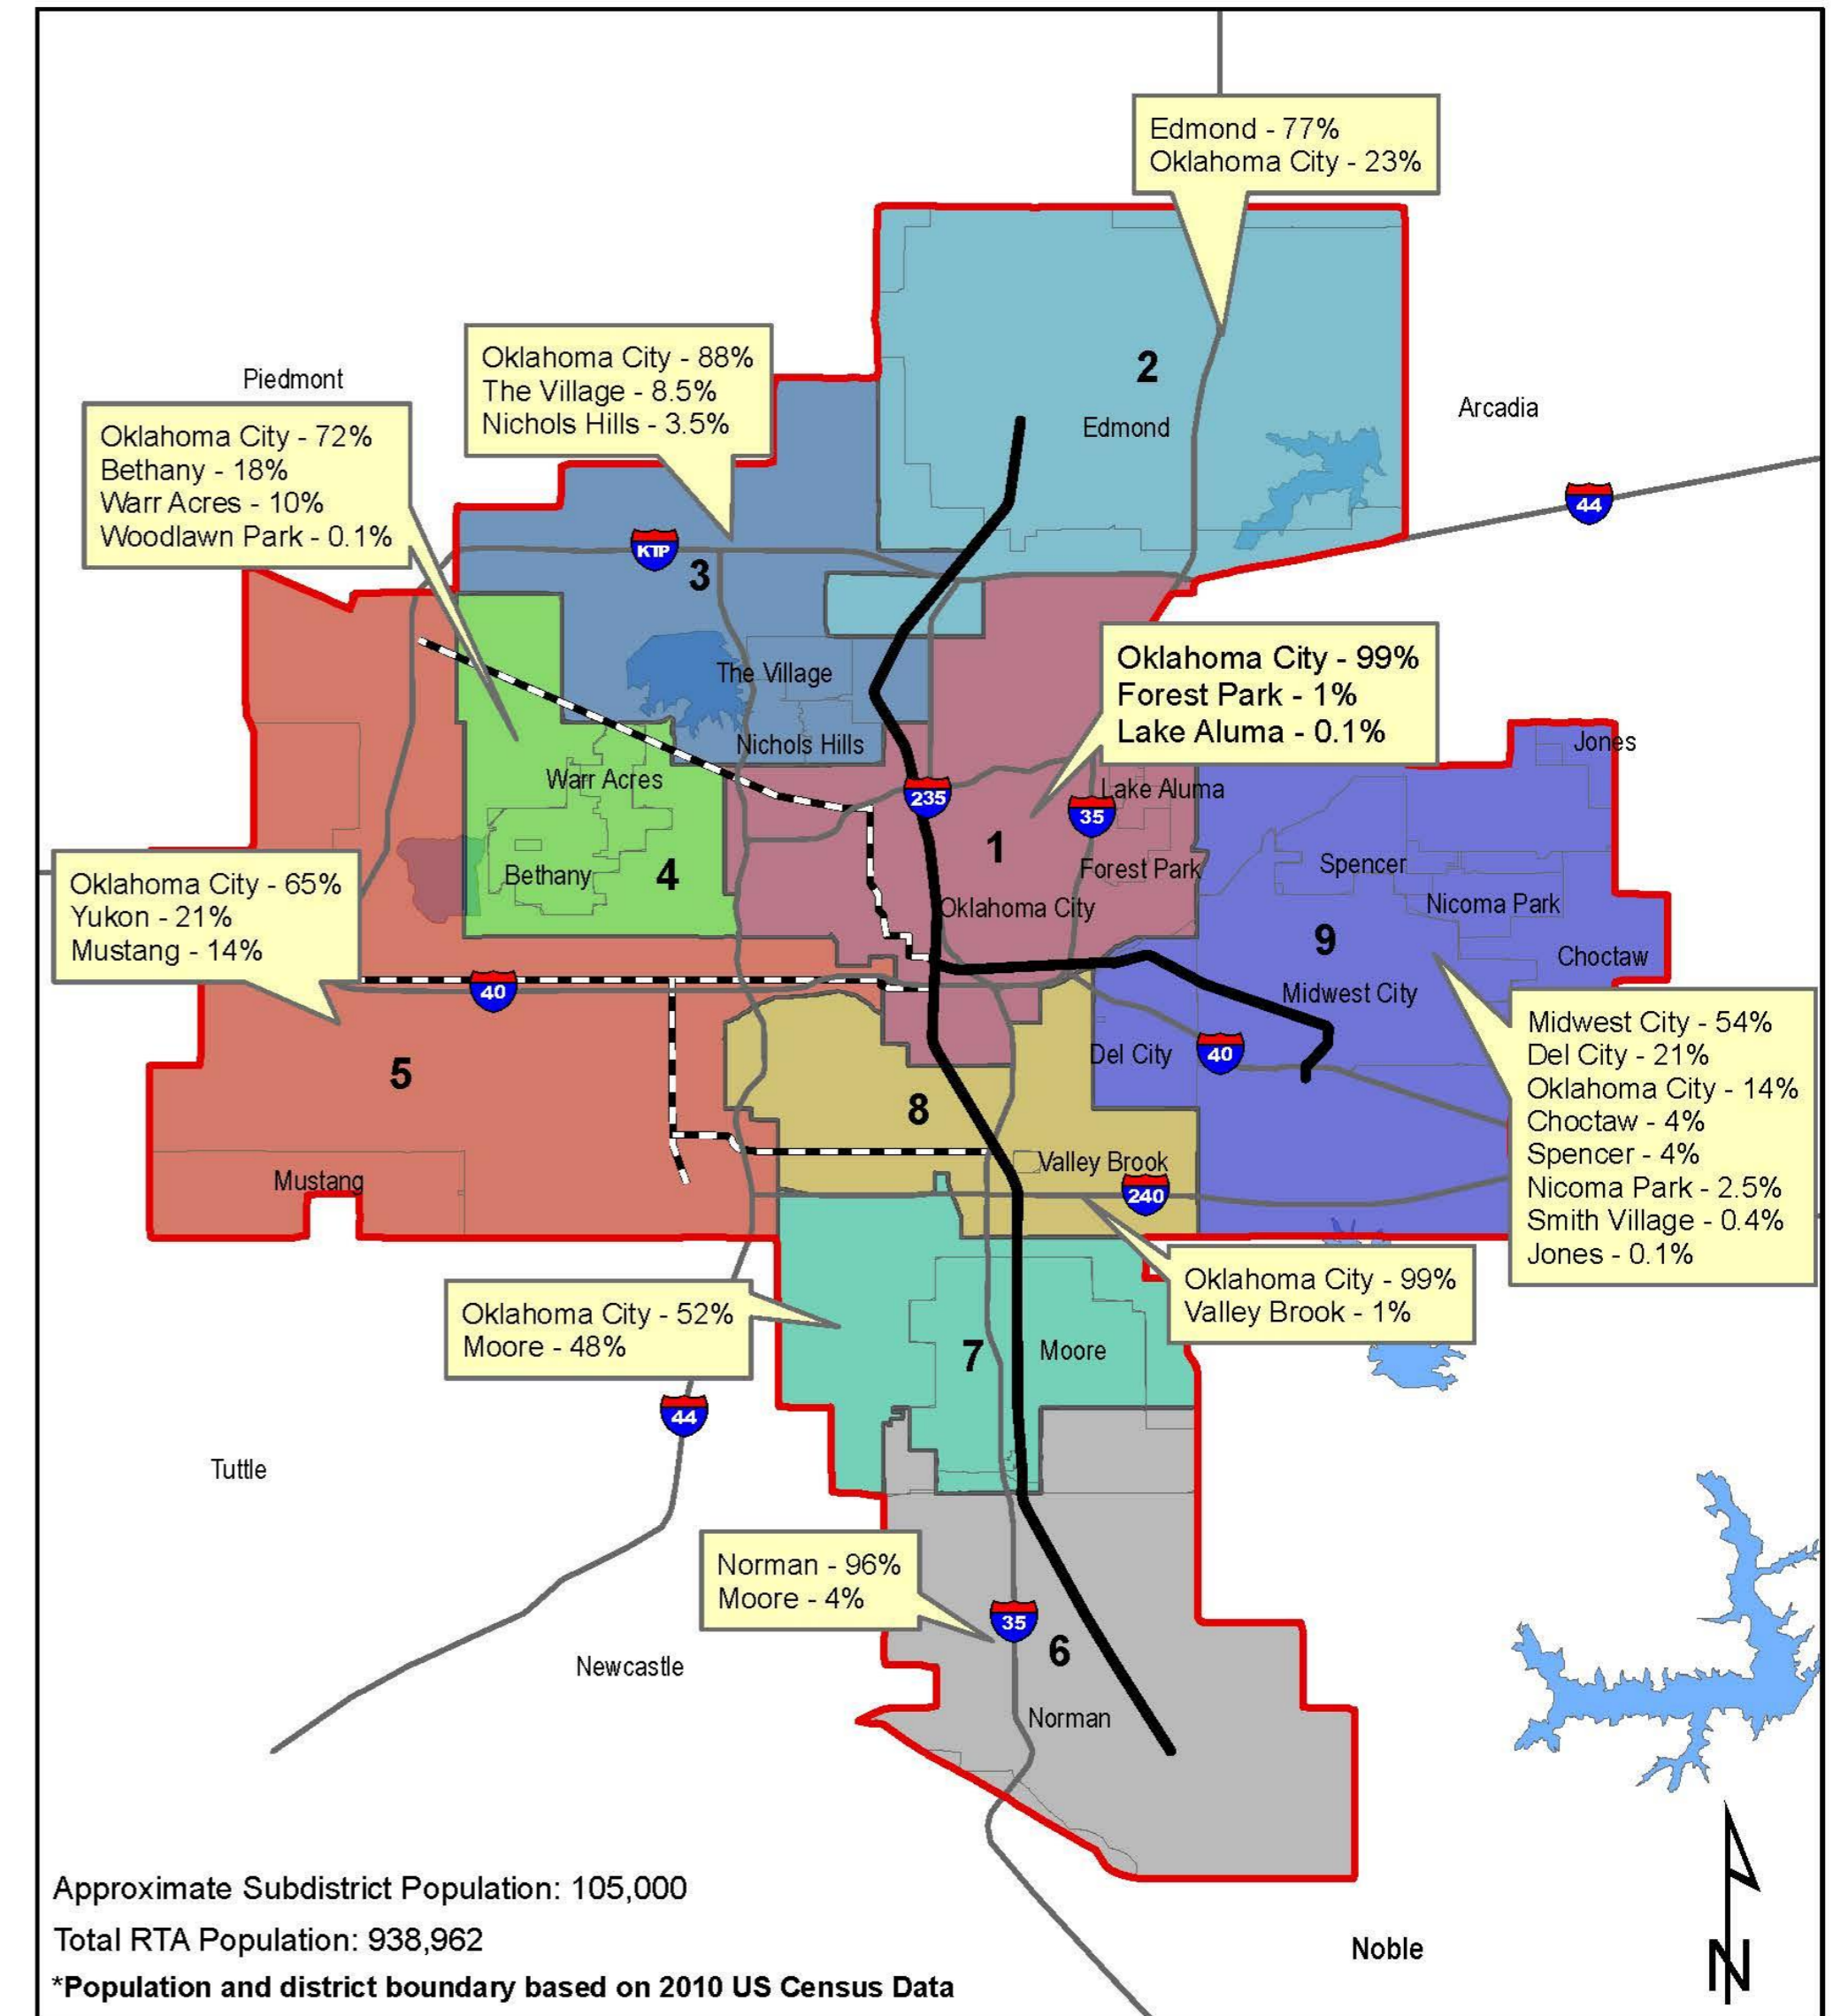 Edmond - 77%
Oklahoma City - 23%
Piedmont
Oklahoma City - 88%
The Village - 8.5%
Nichols Hills - 3.5%
2
Edmond
Arcadia
Oklahoma City - 72%
Bethany - 18%
Warr Acres - 10%
Woodlawn Park - 0.1%
44
KTP
3
The Village
Nichols Hills
Oklahoma City - 99%
Forest Park - 1%
Lake Aluma - 0.1%
Jones
Warr Acres
235
Lake Aluma
35
1
Bethany
4
Forest Park
Spencer
Oklahoma City
Nicoma Park
9
Choctaw
Oklahoma City - 65%
Yukon - 21%
Mustang - 14%
40
Midwest City
Del City
40
5
8
Midwest City - 54%
Del City - 21%
Oklahoma City - 14%
Choctaw - 4%
Spencer - 4%
Nicoma Park - 2.5%
Smith Village - 0.4%
Jones - 0.1%
Mustang
Valley Brook
240
Oklahoma City - 99%
Valley Brook - 1%
Oklahoma City - 52%
Moore - 48%
7
Moore
44
Tuttle
Norman - 96%
Moore - 4%
35
6
Newcastle
Norman
Approximate Subdistrict Population: 105,000
Total RTA Population: 938,962
*Population and district boundary based on 2010 US Census Data
Noble
N